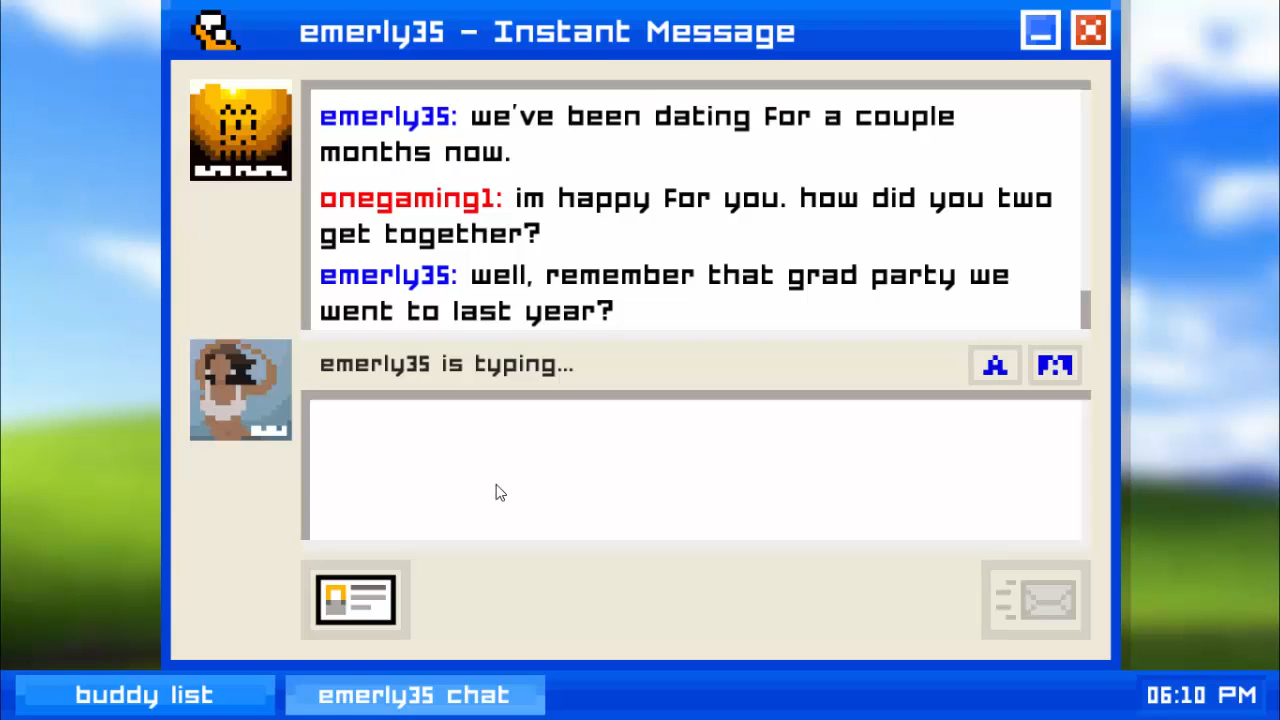 emerly35 - Instant Message
emerly35: we've been dating for a couple
months now.
onegaming1: im happy for you. how did you two
get together?
emerly35: well, remember that grad party we
went to last year?
emerly35 is typing...
A
buddy list
emerly35 chat
06:10 PM